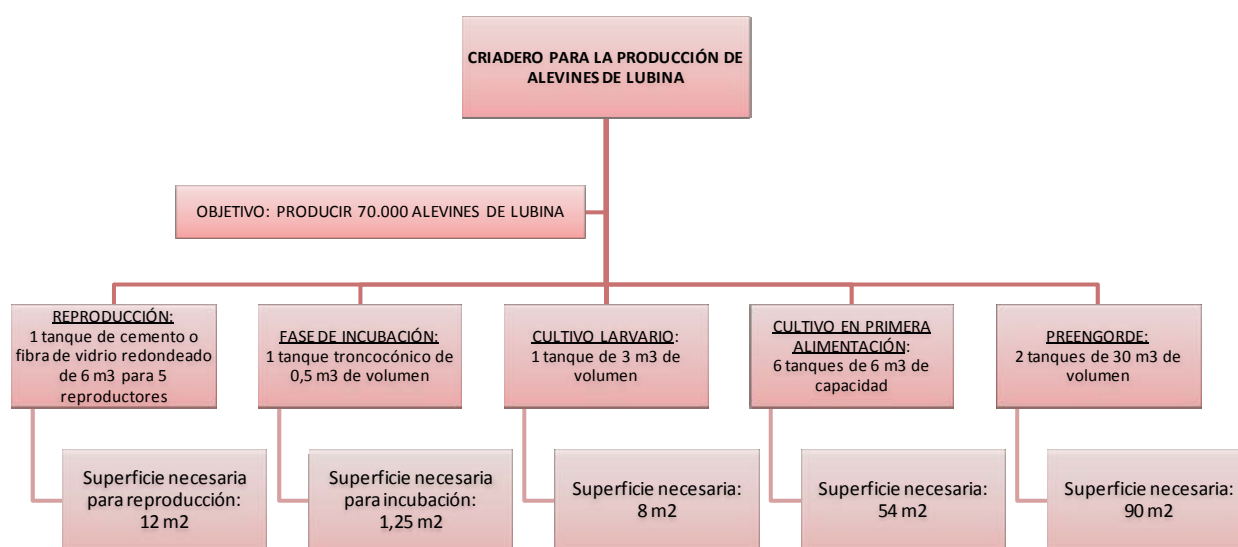 CRIADERO PARA LA PRODUCCIÓN DE
ALEVINES DE LUBINA
OBJETIVO: PRODUCIR 70.000 ALEVINES DE LUBINA
REPRODUCCIÓN:
1 tanque de cemento o
fibra de vidrio redondeado
de 6 m3 para 5
reproductores
FASE DE INCUBACIÓN:
1 tanque troncocónico de
0,5 m3 de volumen
CULTIVO LARVARIO:
1 tanque de 3 m3 de
volumen
CULTIVO EN PRIMERA
ALIMENTACIÓN:
6 tanques de 6 m3 de
capacidad
PREENGORDE:
2 tanques de 30 m3 de
volumen
Superficie necesaria
para reproducción:
12 m2
Superficie necesaria
para incubación:
1,25 m2
Superficie necesaria:
8 m2
Superficie necesaria:
54 m2
Superficie necesaria:
90 m2